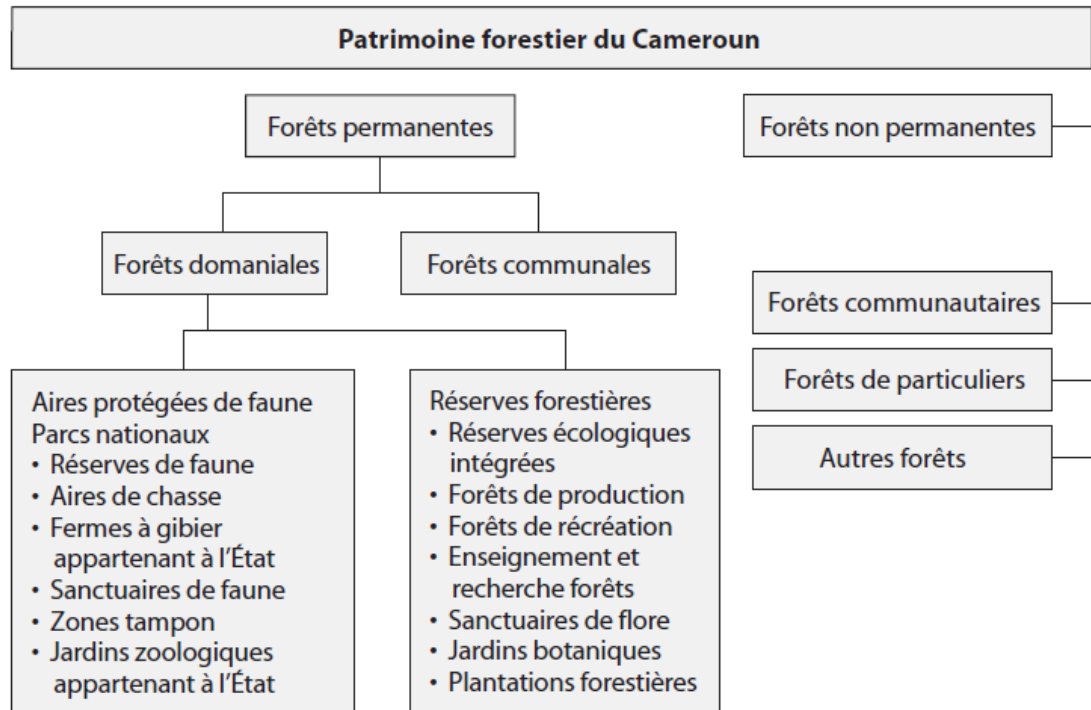 Patrimoine forestier du Cameroun
Forêts permanentes
Forêts non permanentes
Forêts domaniales
Forêts communales
Forêts communautaires
Forêts de particuliers
Autres forêts
Aires protégées de faune
Parcs nationaux
• Réserves de faune
• Aires de chasse
• Fermes à gibier
appartenant à l’État
• Sanctuaires de faune
• Zones tampon
• Jardins zoologiques
appartenant à l’État
Réserves forestières
• Réserves écologiques
intégrées
• Forêts de production
• Forêts de récréation
• Enseignement et
recherche forêts
• Sanctuaires de flore
• Jardins botaniques
• Plantations forestières